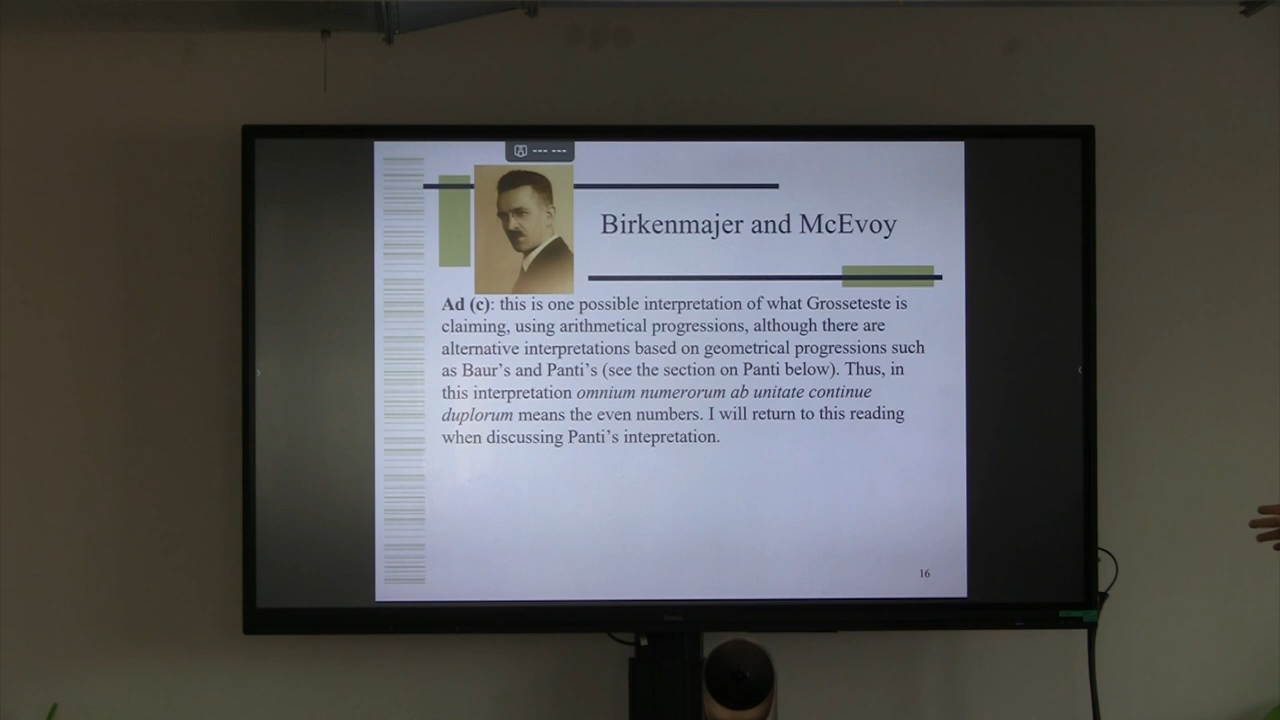 Birkenmajer and McEvoy
Ad (c): this is one possible interpretation of what Grosseteste is
claiming, using arithmetical progressions, although there are
alternative interpretations based on geometrical progressions such
as Baur's and Panti's (see the section on Panti below). Thus, in
this interpretation omnium numerorum ab unitate continue
duplorum means the even numbers. I will return to this reading
when discussing Panti's intepretation.
16